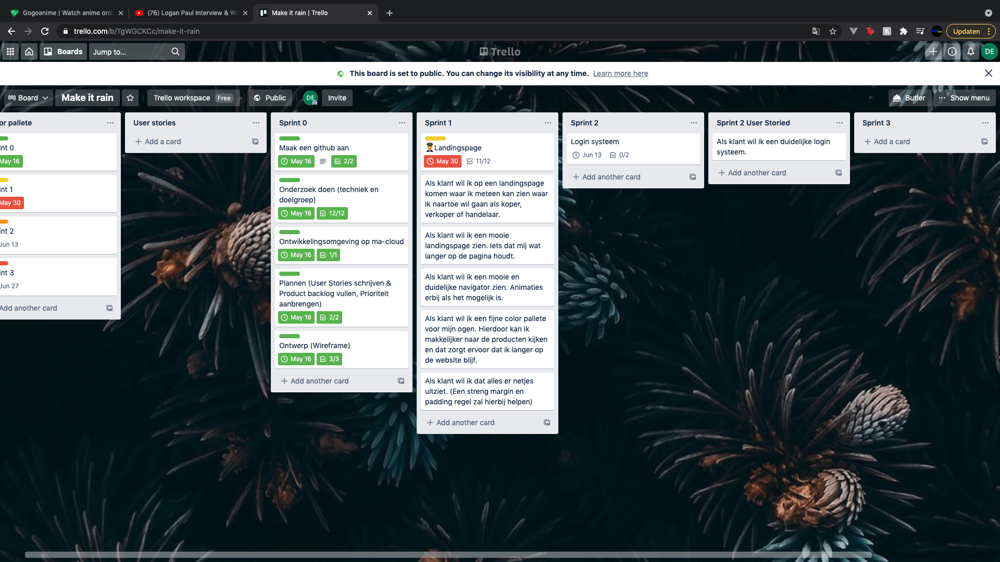 Gogoanime | Watch anime onli
(76) Logan Paul Interview & Wo
Make it rain | Trello
trello.com/b/TgWGCKCc/make-it-rain
Updaten
Boards
Jump to...
Trello
DE
This board is set to public. You can change its visibility at any time. Learn more here
Board
Make it rain
Trello workspace Free
Public
DE
Invite
Butler
Show menu
or pallete
int 0
May 16
int 1
May 30
int 2
Jun 13
int 3
Jun 27
Add another card
User stories
Add a card
Sprint 0
Maak een github aan
May 16
2/2
Onderzoek doen (techniek en
doelgroep)
May 16
12/12
Ontwikkelingsomgeving op ma-cloud
May 16
1/1
Plannen (User Stories schrijven &
Product backlog vullen, Prioriteit
aanbrengen)
May 16
2/2
Ontwerp (Wireframe)
May 16
3/3
Add another card
Sprint 1
Landingspage
May 30
11/12
Als klant wil ik op een landingspage
komen waar ik meteen kan zien waar
ik naartoe wil gaan als koper,
verkoper of handelaar.
Als klant wil ik een mooie
landingspage zien. Iets dat mij wat
langer op de pagina houdt.
Als klant wil ik een mooie en
duidelijke navigator zien. Animaties
erbij als het mogelijk is.
Als klant wil ik een fijne color pallete
voor mijn ogen. Hierdoor kan ik
makkelijker naar de producten kijken
en dat zorgt ervoor dat ik langer op
de website blijf.
Als klant wil ik dat alles er netjes
uitziet. (Een streng margin en
padding regel zal hierbij helpen)
Add another card
Sprint 2
Login systeem
Jun 13
0/2
Add another card
Sprint 2 User Storied
Als klant wil ik een duidelijke login
systeem.
Add another card
Sprint 3
Add a card